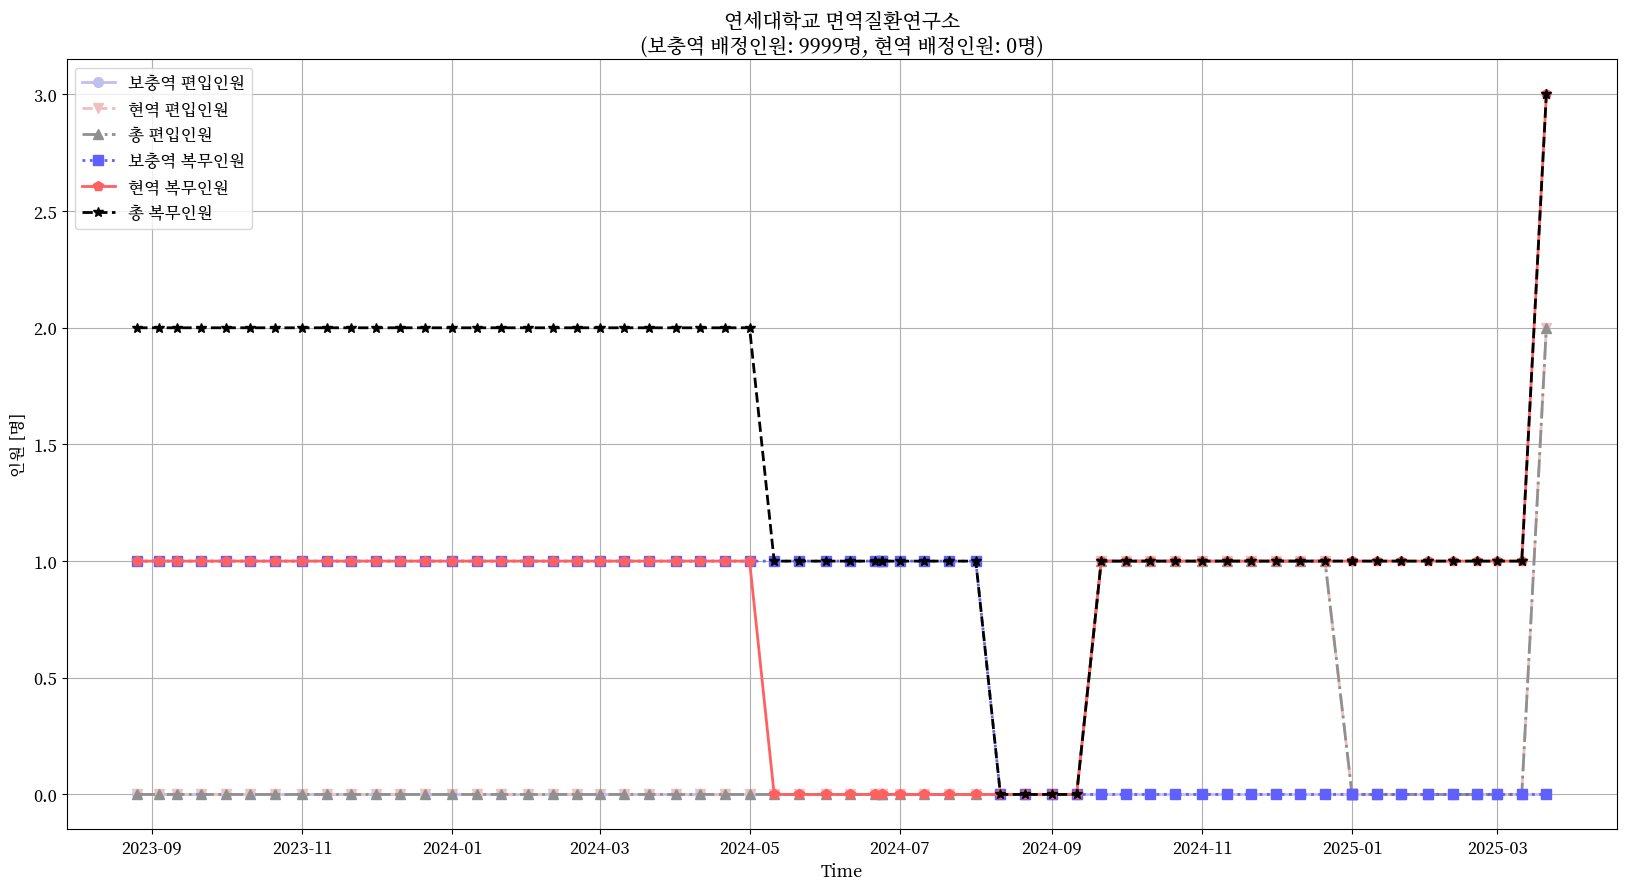 연세대학교 면역질환연구소
(보충역 배정인원: 9999명, 현역 배정인원: 0명)
보충역 편입인원
현역 편입인원
총 편입인원
보충역 복무인원
현역 복무인원
총 복무인원
3.0
2.5
2.0
1.5
1.0
0.5
0.0
인원 [명]
2023-09
2023-11
2024-01
2024-03
2024-05
2024-07
2024-09
2024-11
2025-01
2025-03
Time